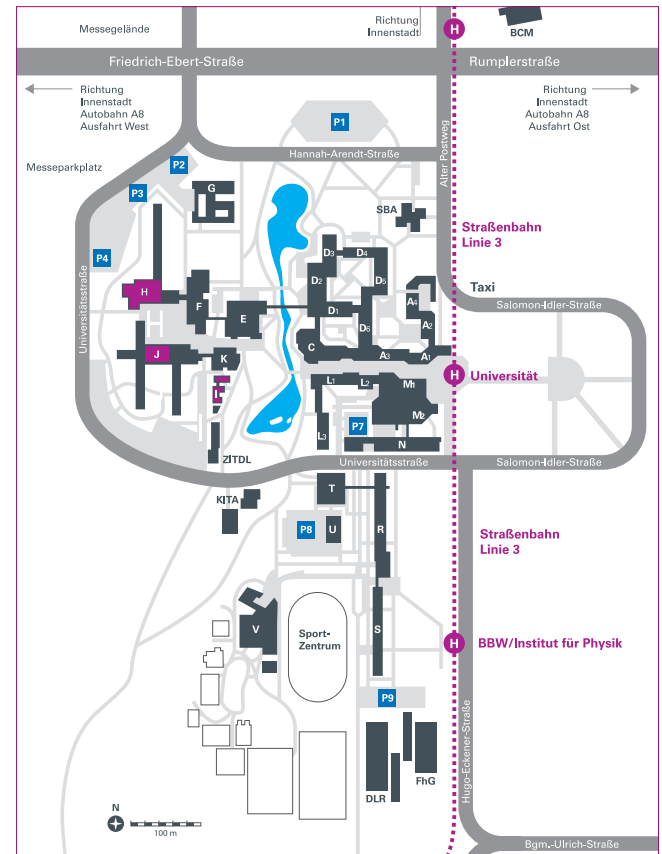 Messegelände
Richtung
Innenstadt
H
BCM
Friedrich-Ebert-Straße
Rumplerstraße
Richtung
Innenstadt
Autobahn A8
Ausfahrt West
Richtung
Innenstadt
Autobahn A8
Ausfahrt Ost
P1
Alter Postweg
Hannah-Arendt-Straße
Messeparkplatz
P2
P3
G
SBA
Straßenbahn
Linie 3
P4
D3
D4
D2
D5
H
F
E
D1
D6
A4
A2
Taxi
Salomon-Idler-Straße
Universitätsstraße
J
K
C
A3
A1
H
Universität
L1
L2
M1
M2
I
P7
L3
N
ZITDL
Universitätsstraße
Salomon-Idler-Straße
KITA
T
P8
U
R
Straßenbahn
Linie 3
V
Sport-
Zentrum
S
H
BBW/Institut für Physik
P9
Hugo-Eckener-Straße
DLR
FhG
N
100 m
Bgm.-Ulrich-Straße